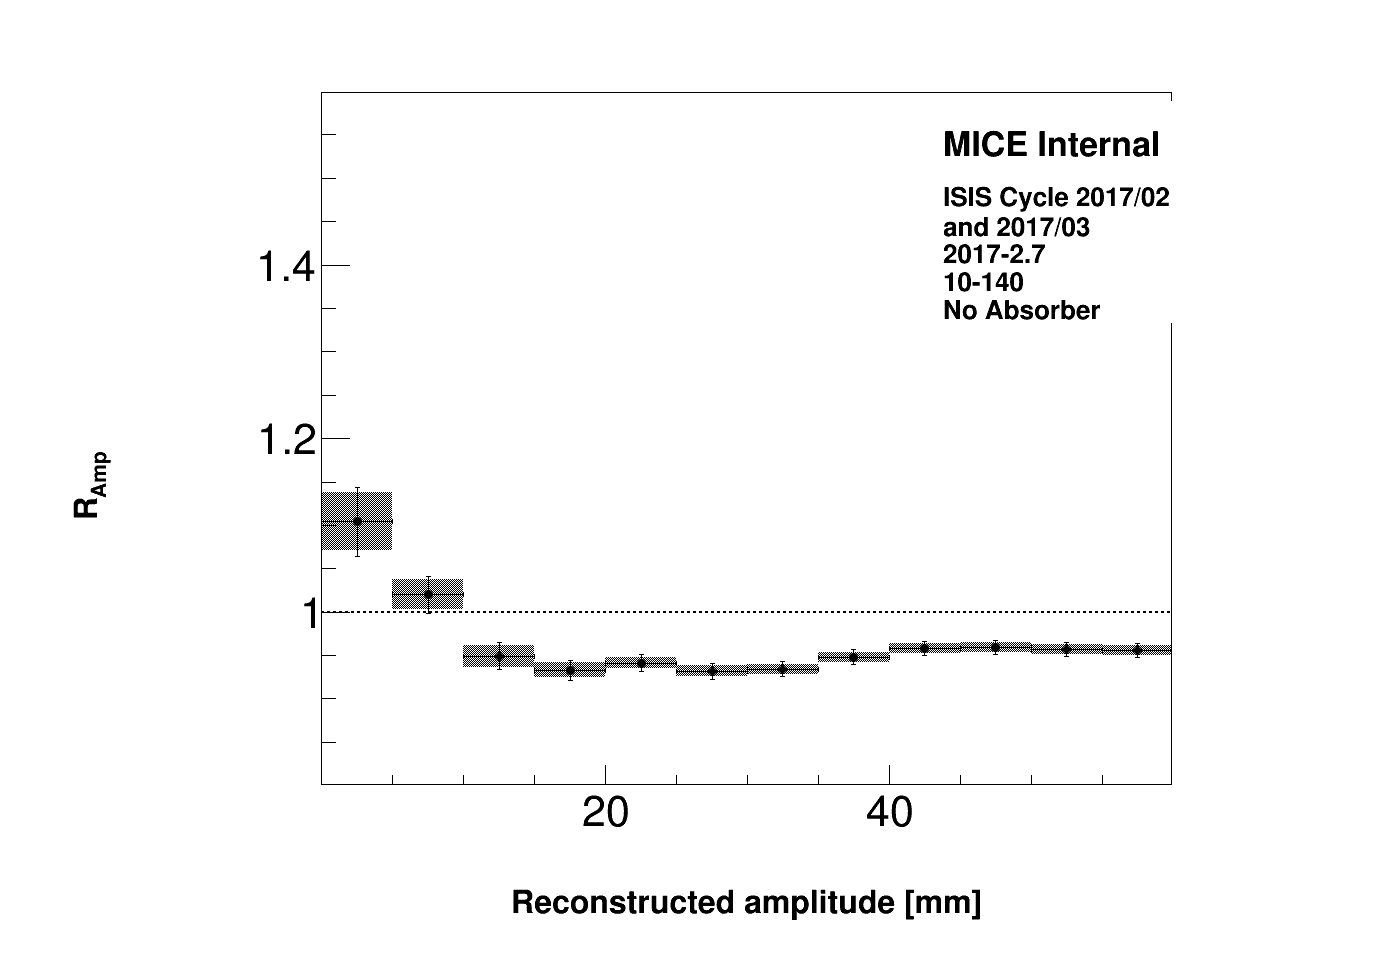 MICE Internal
ISIS Cycle 2017/02
and 2017/03
2017-2.7
10-140
No Absorber
1.4
1.2
1
R_Amp
20
40
Reconstructed amplitude [mm]